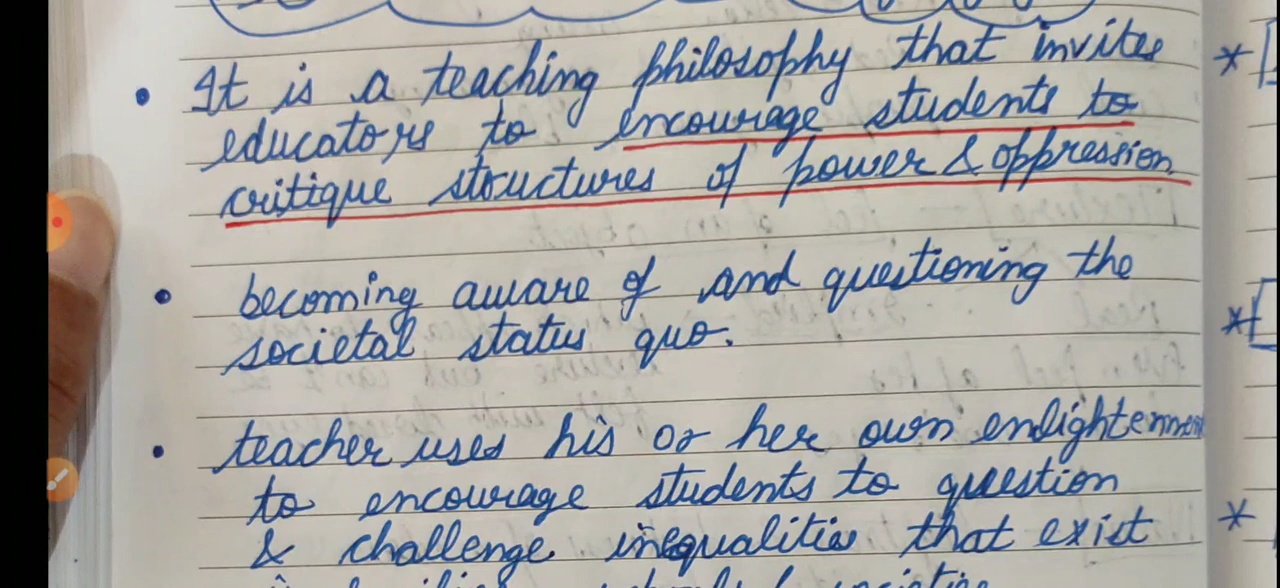 • It is a teaching philosophy that invites
educators to encourage students to
critique structures of power & oppression.
• becoming aware of and questioning the
societal status quo.
• teacher uses his or her own enlightenment
to encourage students to question
& challenge inequalities that exist